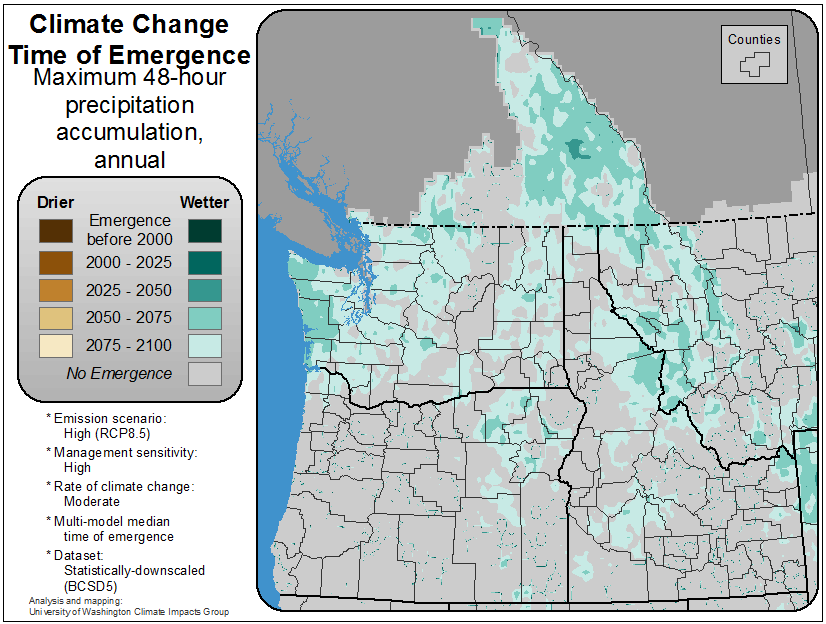 Climate Change
Time of Emergence
Maximum 48-hour
precipitation
accumulation,
annual
Counties
Drier Wetter
Emergence
before 2000
2000 - 2025
2025 - 2050
2050 - 2075
2075 - 2100
No Emergence
* Emission scenario:
High (RCP8.5)
* Management sensitivity:
High
* Rate of climate change:
Moderate
* Multi-model median
time of emergence
* Dataset:
Statistically-downscaled
(BCSD5)
Analysis and mapping:
University of Washington Climate Impacts Group